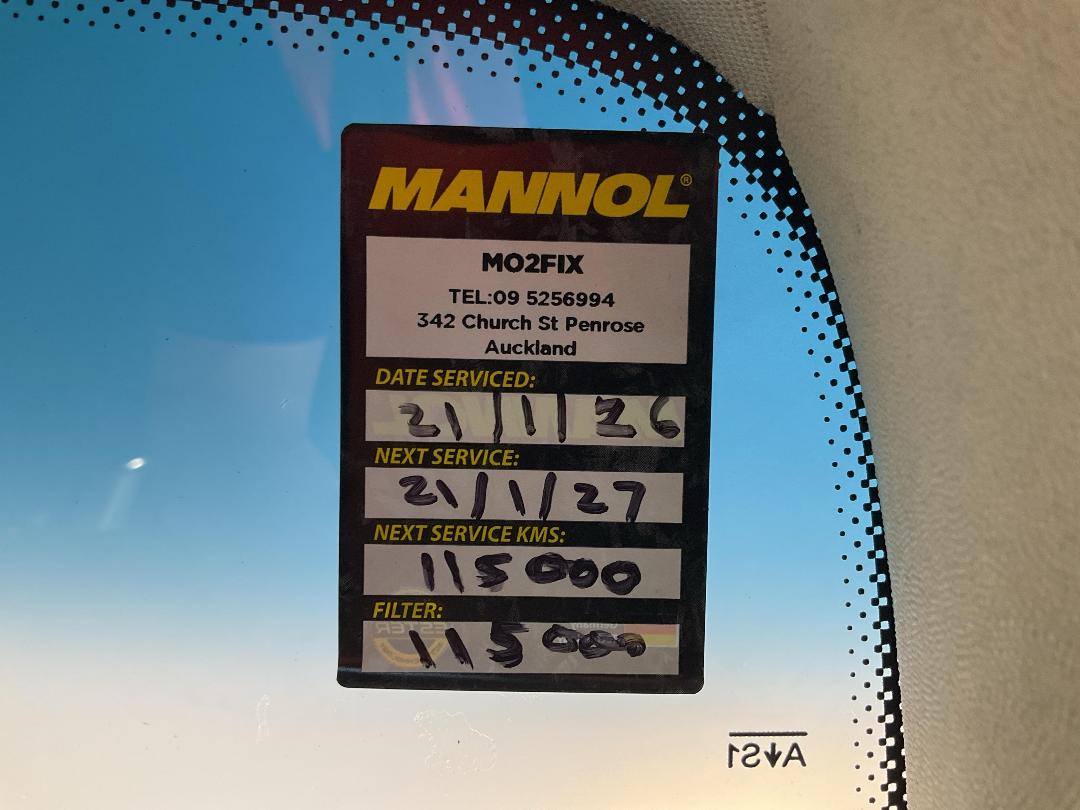 MANNOL®
MO2FIX
TEL:09 5256994
342 Church St Penrose
Auckland
DATE SERVICED:
21/1/26
NEXT SERVICE:
21/1/27
NEXT SERVICE KMS:
115000
FILTER:
115000
A↓S1